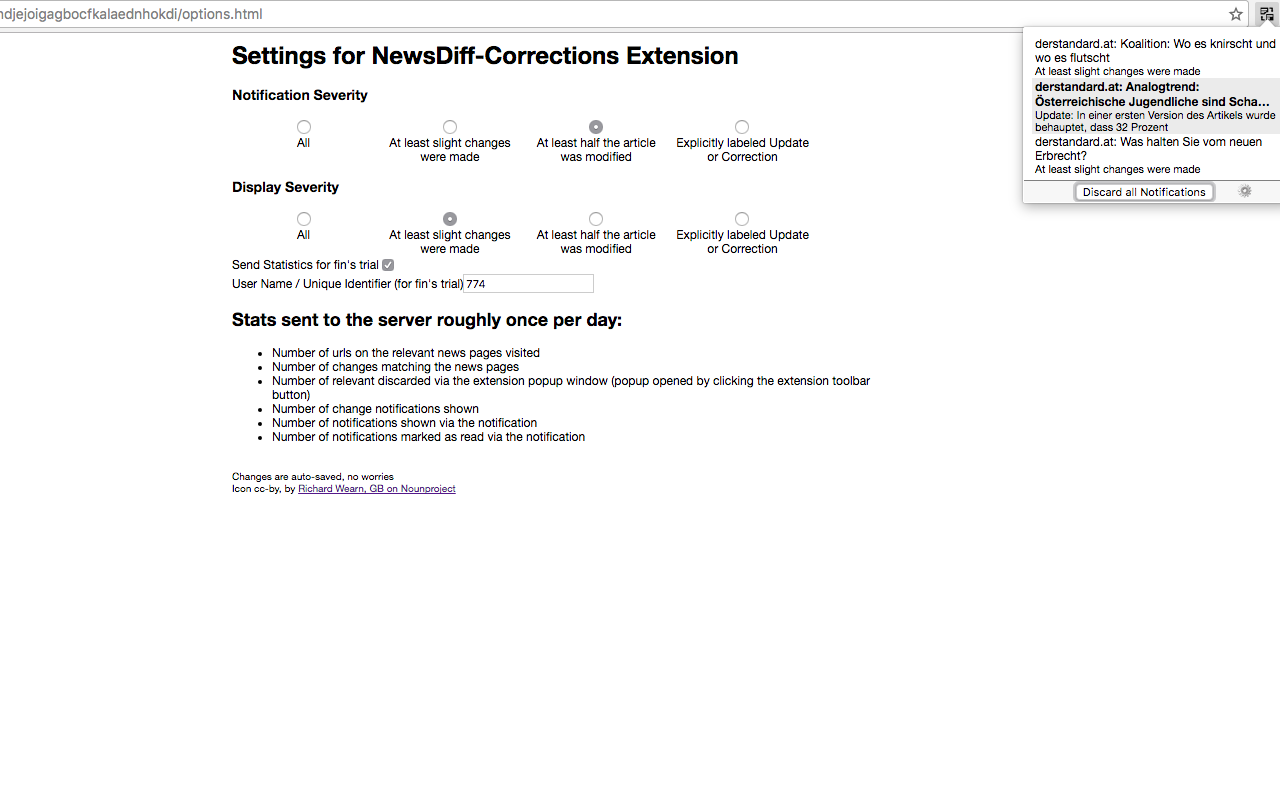 ndjejoigagbocfkalaednhokdi/options.html
Settings for NewsDiff-Corrections Extension
Notification Severity
All
At least slight changes
were made
At least half the article
was modified
Explicitly labeled Update
or Correction
Display Severity
All
At least slight changes
were made
At least half the article
was modified
Explicitly labeled Update
or Correction
Send Statistics for fin's trial
User Name / Unique Identifier (for fin's trial) 774
Stats sent to the server roughly once per day:
• Number of urls on the relevant news pages visited
• Number of changes matching the news pages
• Number of relevant discarded via the extension popup window (popup opened by clicking the extension toolbar
button)
• Number of change notifications shown
• Number of notifications shown via the notification
• Number of notifications marked as read via the notification
Changes are auto-saved, no worries
Icon cc-by, by Richard Wearn, GB on Nounproject
derstandard.at: Koalition: Wo es knirscht und
wo es flutscht
At least slight changes were made
derstandard.at: Analogtrend:
Österreichische Jugendliche sind Scha...
Update: In einer ersten Version des Artikels wurde
behauptet, dass 32 Prozent
derstandard.at: Was halten Sie vom neuen
Erbrecht?
At least slight changes were made
Discard all Notifications